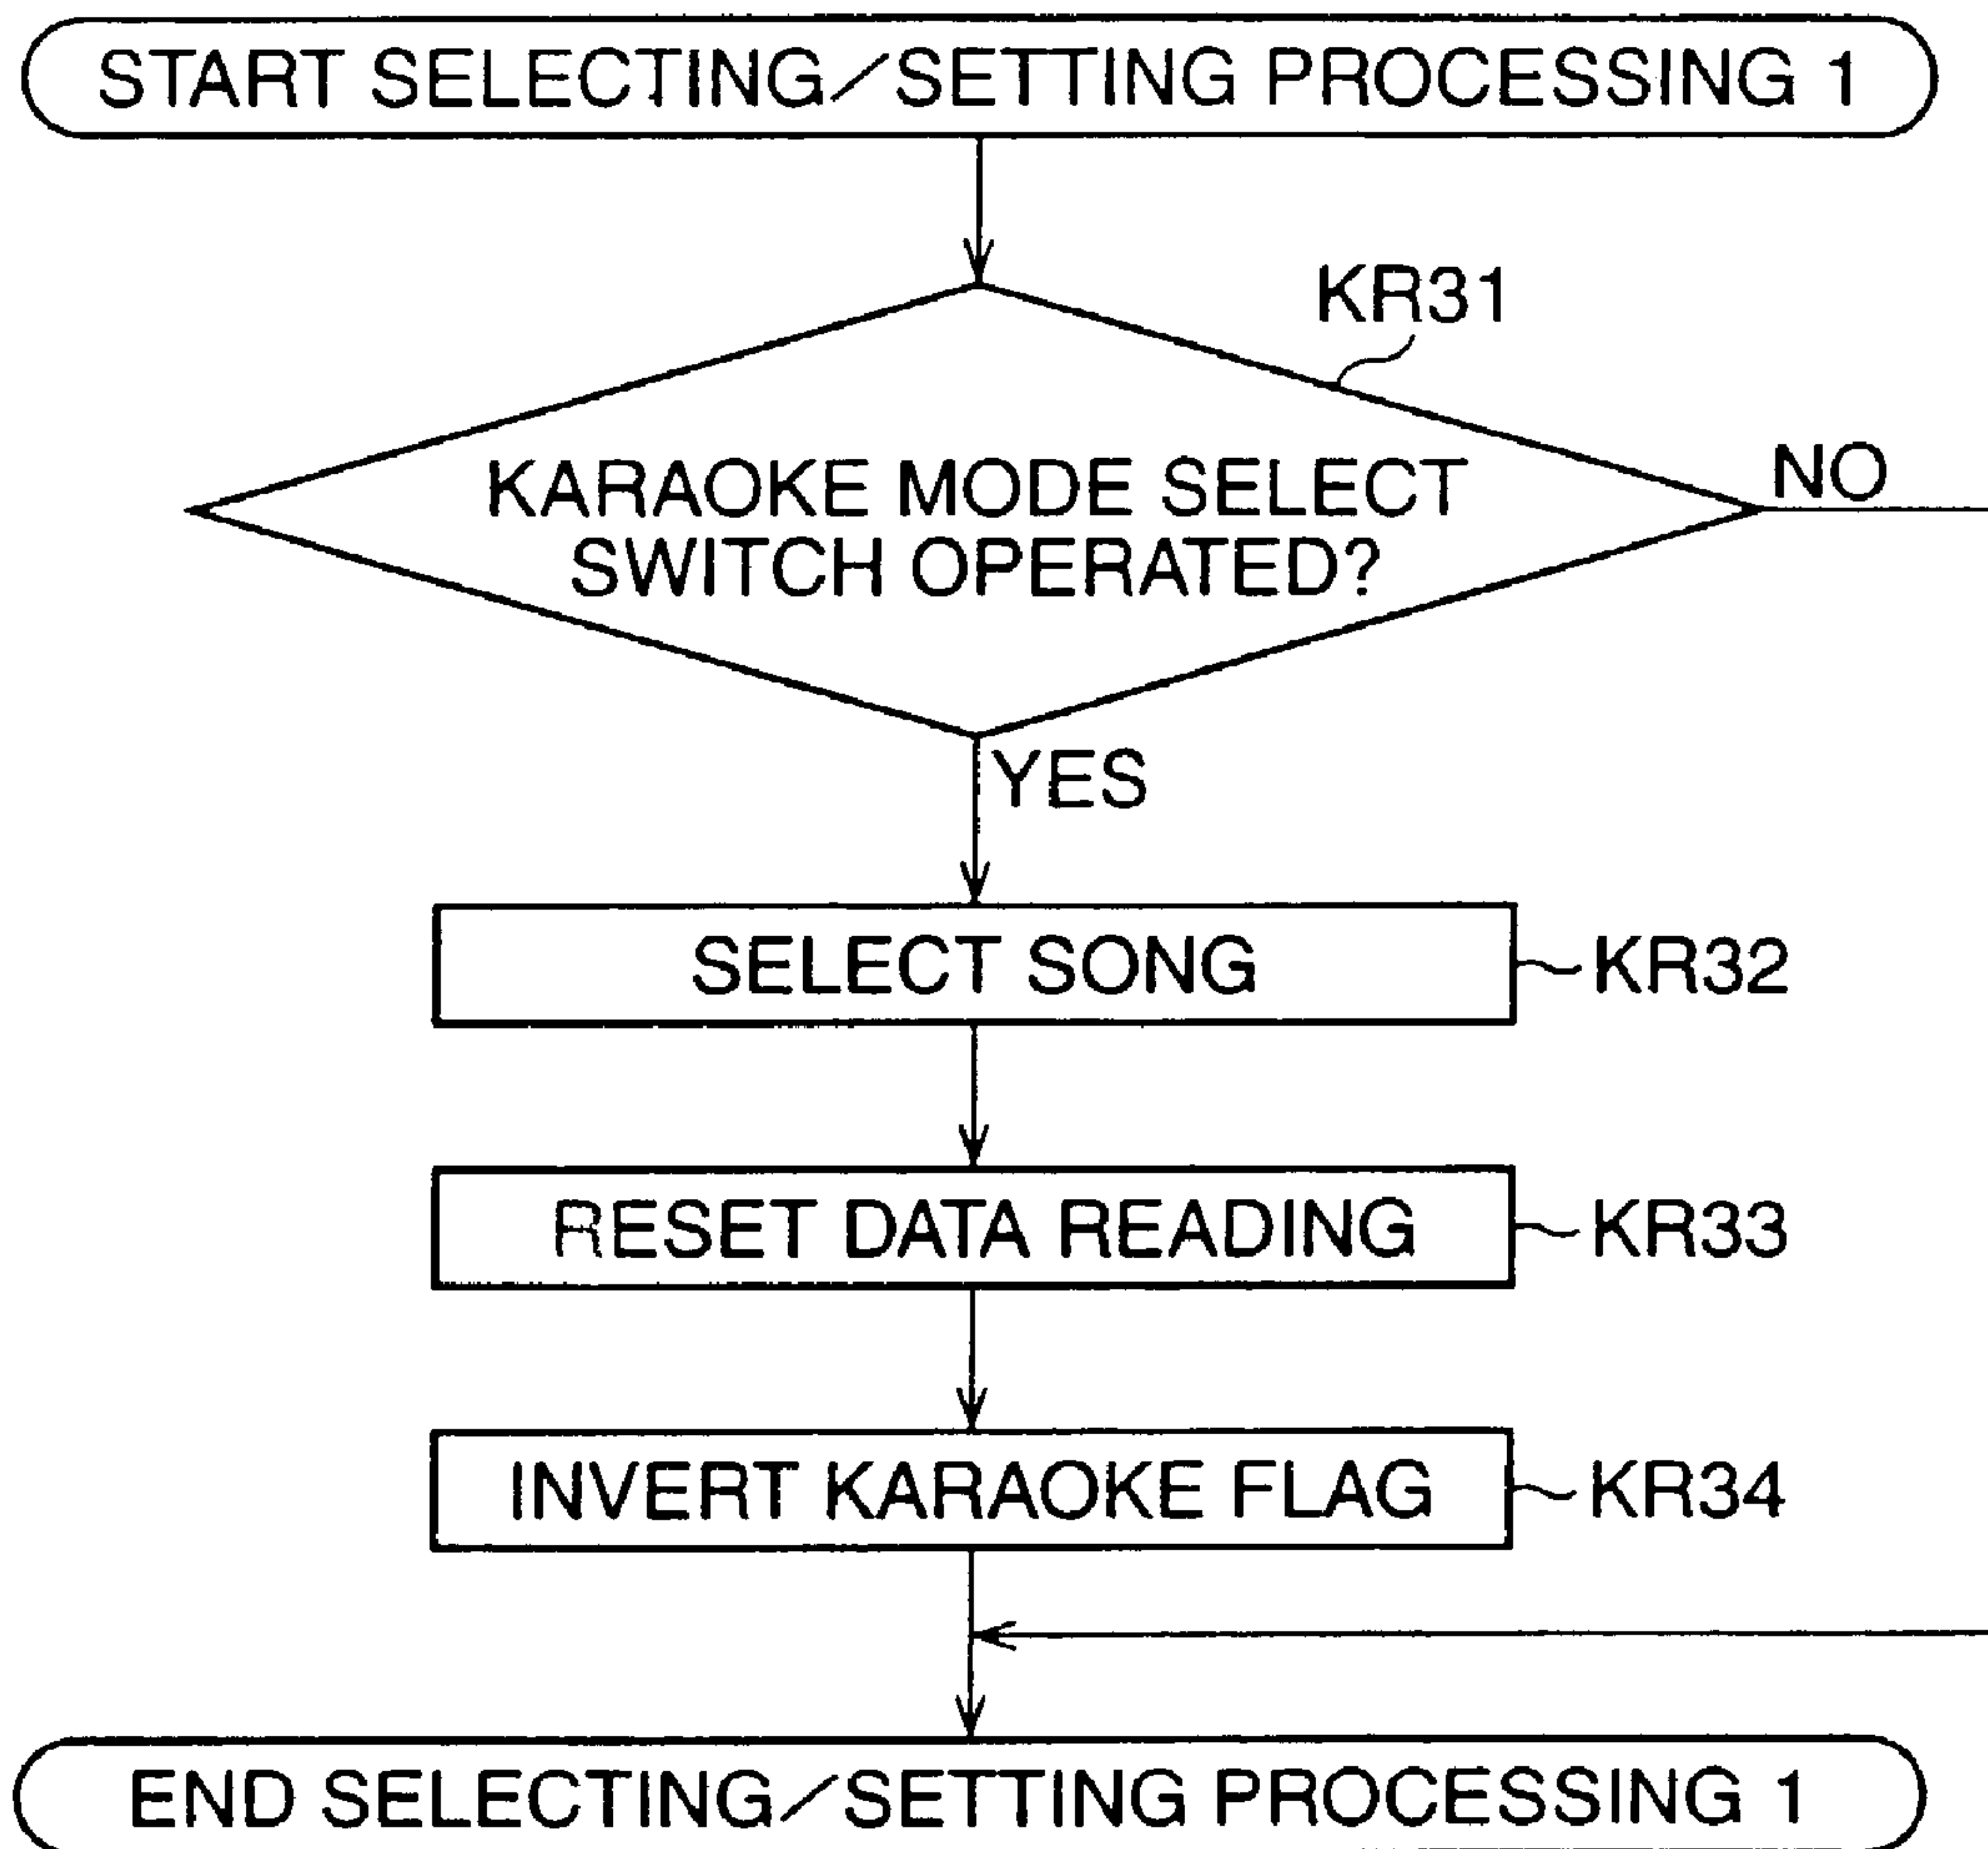 START SELECTING/SETTING PROCESSING 1
KR31
KARAOKE MODE SELECT
SWITCH OPERATED?
NO
YES
SELECT SONG
KR32
RESET DATA READING
KR33
INVERT KARAOKE FLAG
KR34
END SELECTING/SETTING PROCESSING 1